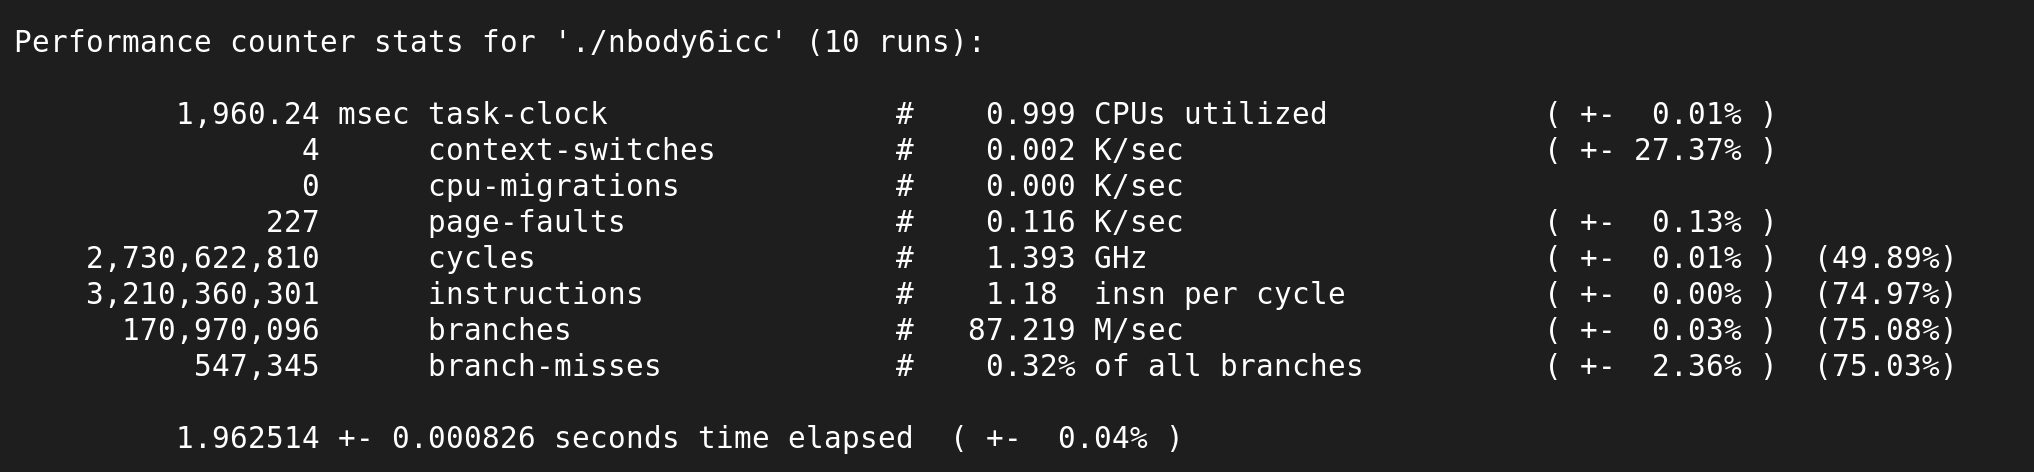 Performance counter stats for './nbody6icc' (10 runs):
1,960.24 msec task-clock # 0.999 CPUs utilized ( +- 0.01% )
4 context-switches # 0.002 K/sec ( +- 27.37% )
0 cpu-migrations # 0.000 K/sec
227 page-faults # 0.116 K/sec ( +- 0.13% )
2,730,622,810 cycles # 1.393 GHz ( +- 0.01% ) (49.89%)
3,210,360,301 instructions # 1.18 insn per cycle ( +- 0.00% ) (74.97%)
170,970,096 branches # 87.219 M/sec ( +- 0.03% ) (75.08%)
547,345 branch-misses # 0.32% of all branches ( +- 2.36% ) (75.03%)
1.962514 +- 0.000826 seconds time elapsed ( +- 0.04% )